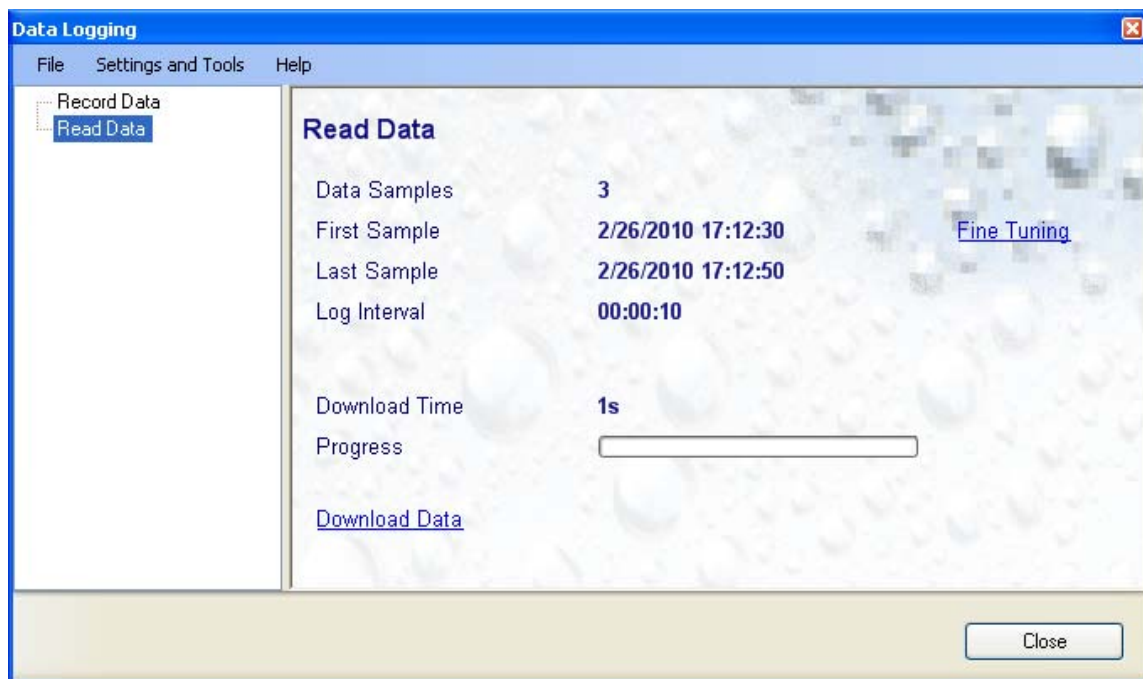 Data Logging
File Settings and Tools Help
Record Data
Read Data
Read Data
Data Samples 3
First Sample 2/26/2010 17:12:30 Fine Tuning
Last Sample 2/26/2010 17:12:50
Log Interval 00:00:10
Download Time 1s
Progress
Download Data
Close